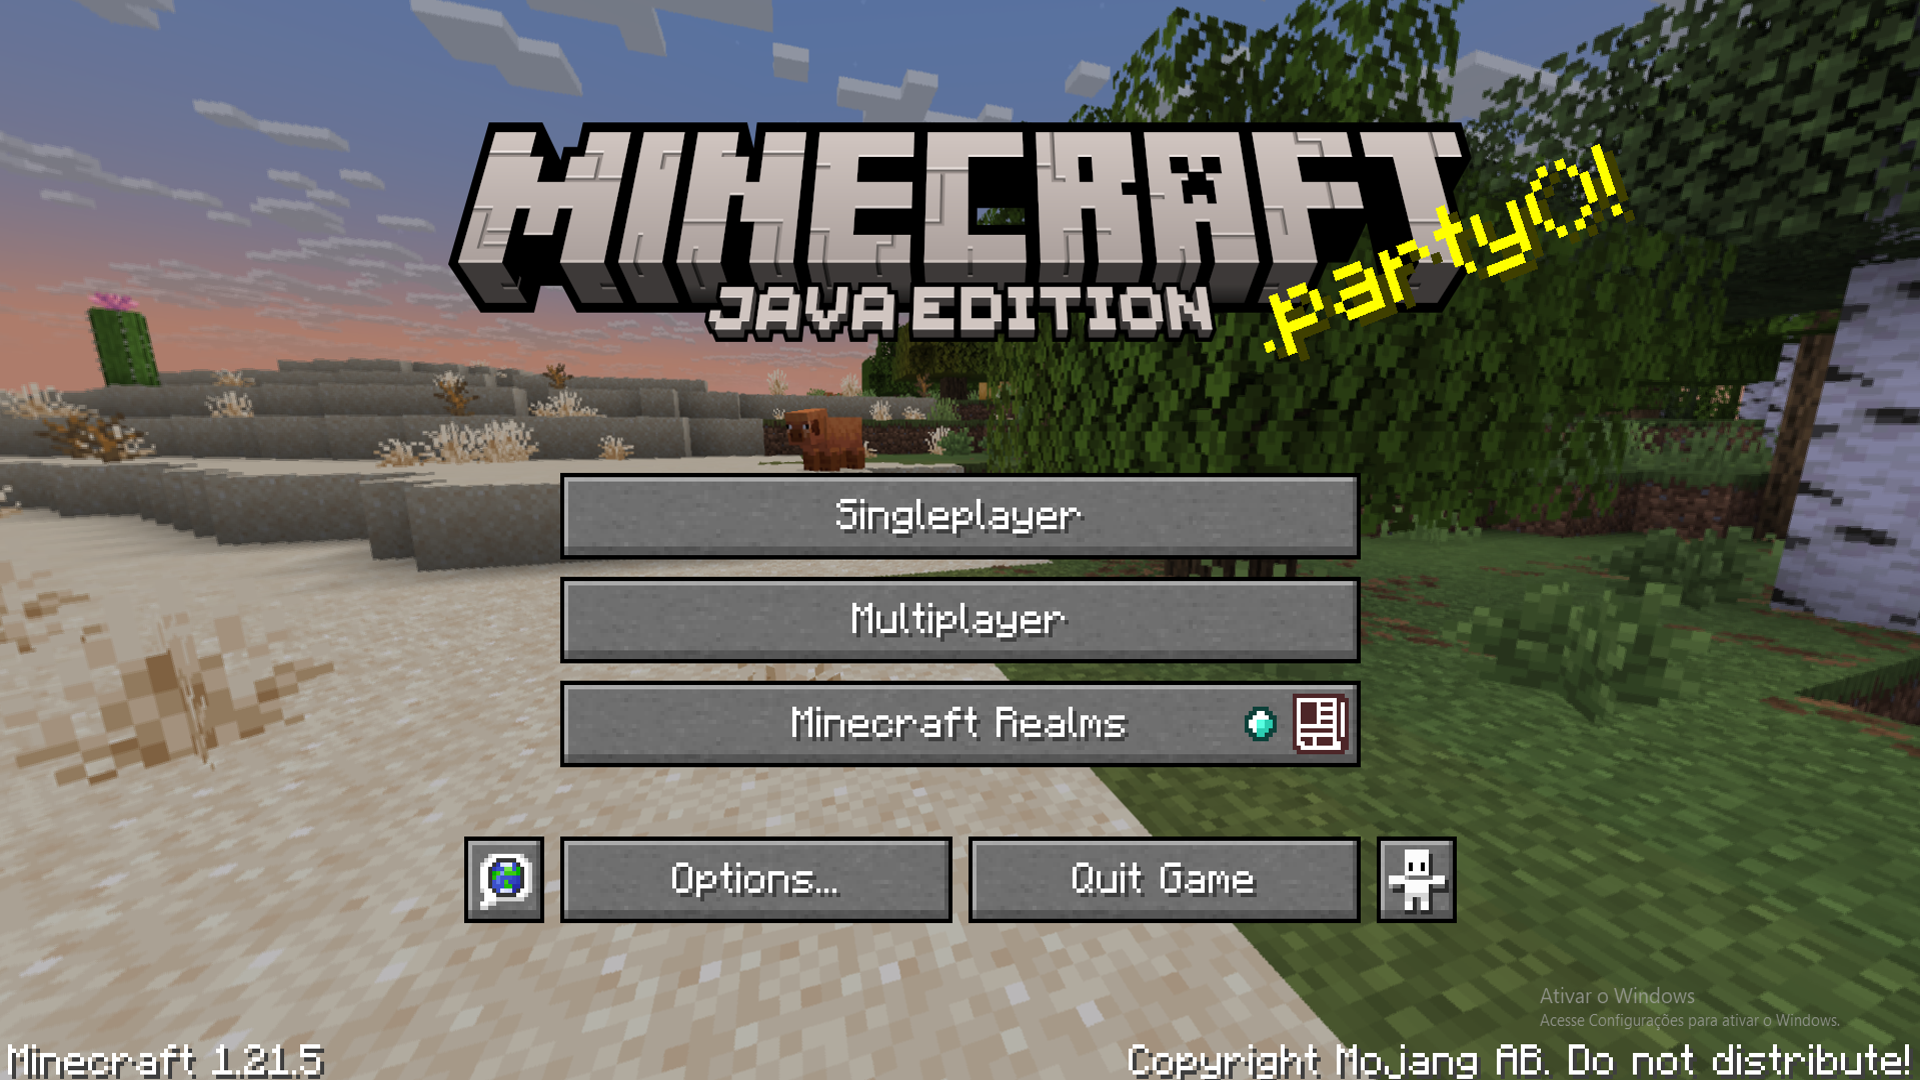 MINECRAFT
JAVA EDITION
.partyO!
Singleplayer
Multiplayer
Minecraft Realms
Options...
Quit Game
Ativar o Windows
Acesse Configurações para ativar o Windows.
Minecraft 1.21.5
Copyright Mojang AB. Do not distribute!